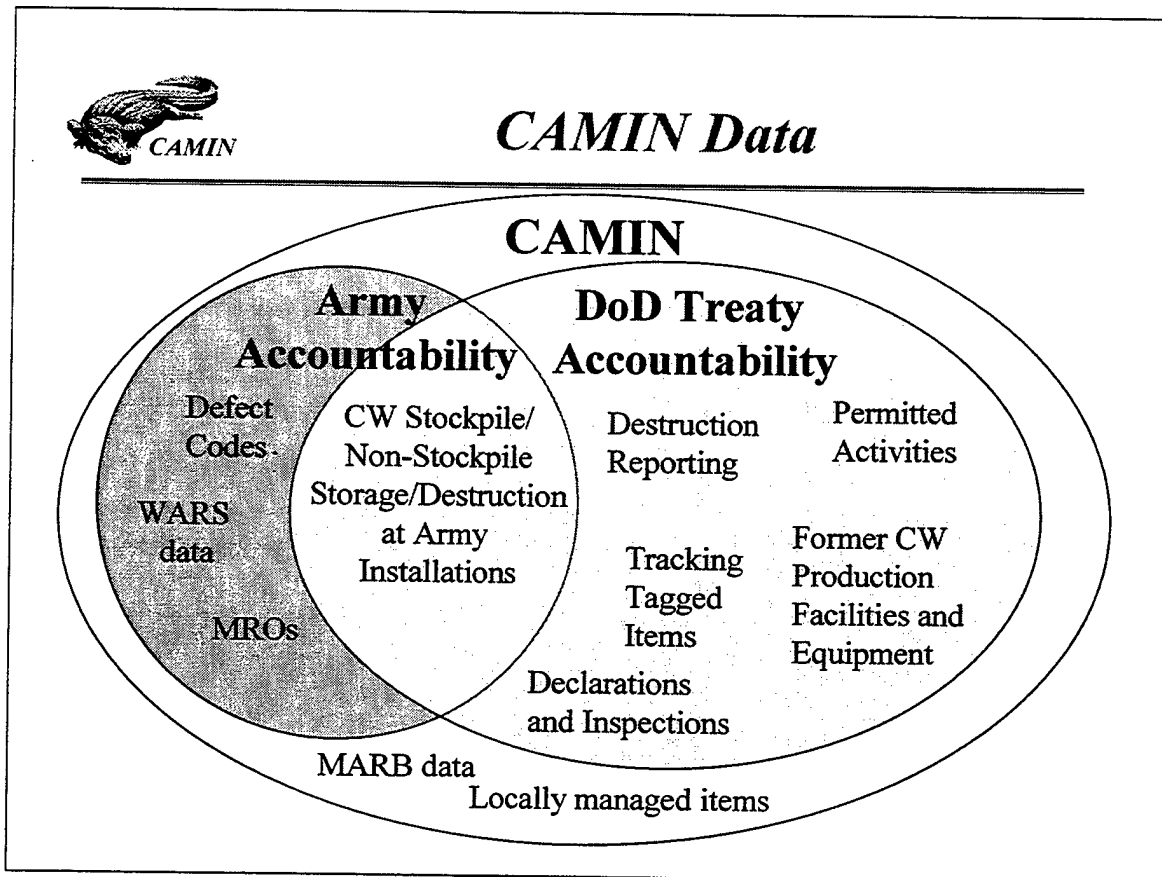 CAMIN
CAMIN Data
CAMIN
Army
Accountability
DoD Treaty
Accountability
Defect
Codes
WARS
data
MROs
CW Stockpile/
Non-Stockpile
Storage/Destruction
at Army
Installations
Destruction
Reporting
Permitted
Activities
Tracking
Tagged
Items
Former CW
Production
Facilities and
Equipment
Declarations
and Inspections
MARB data
Locally managed items